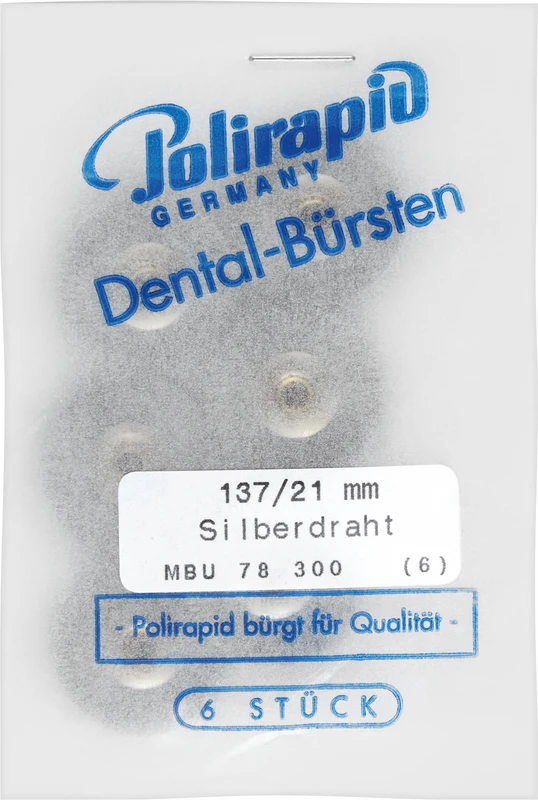 Polirapid
GERMANY
Dental-Bürsten
137/21 mm
Silberdraht
MBU 78 300 (6)
- Polirapid bürgt für Qualität -
6 STÜCK